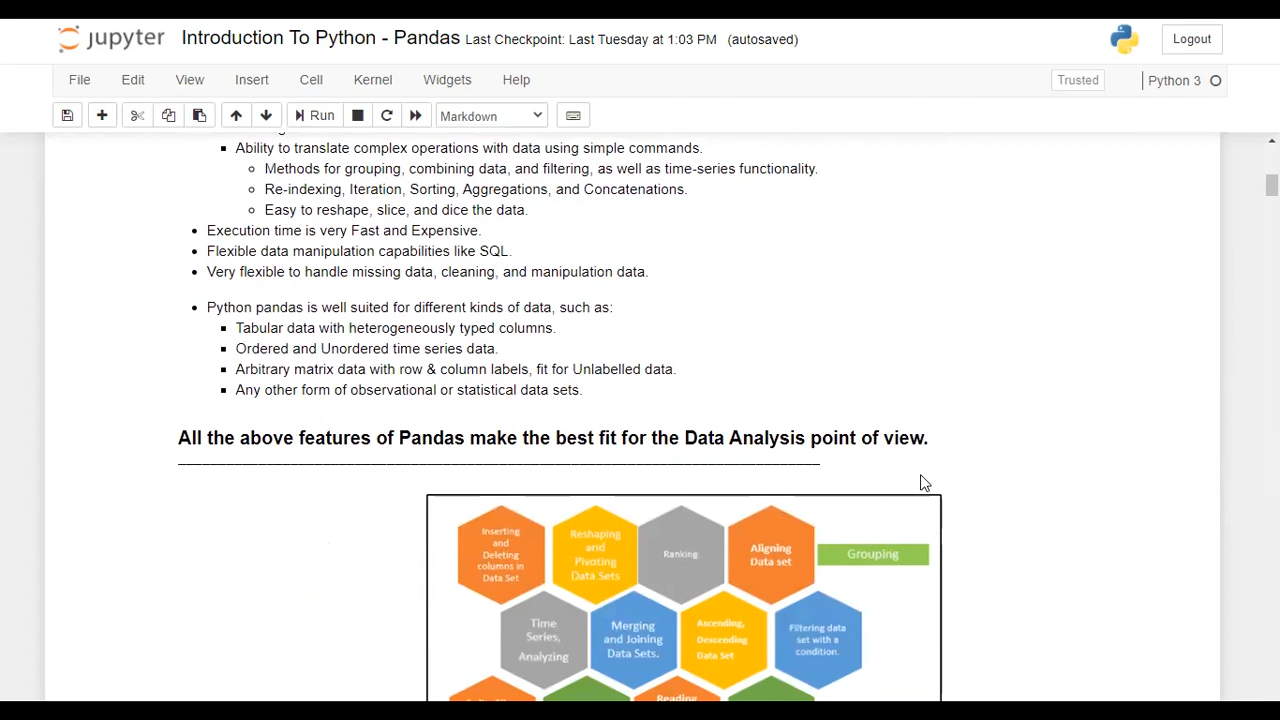 jupyter Introduction To Python - Pandas Last Checkpoint: Last Tuesday at 1:03 PM (autosaved) Logout
File Edit View Insert Cell Kernel Widgets Help Trusted Python 3
Run Markdown
Ability to translate complex operations with data using simple commands.
Methods for grouping, combining data, and filtering, as well as time-series functionality.
Re-indexing, Iteration, Sorting, Aggregations, and Concatenations.
Easy to reshape, slice, and dice the data.
Execution time is very Fast and Expensive.
Flexible data manipulation capabilities like SQL.
Very flexible to handle missing data, cleaning, and manipulation data.
Python pandas is well suited for different kinds of data, such as:
Tabular data with heterogeneously typed columns.
Ordered and Unordered time series data.
Arbitrary matrix data with row & column labels, fit for Unlabelled data.
Any other form of observational or statistical data sets.
All the above features of Pandas make the best fit for the Data Analysis point of view.
Inserting
and
Deleting
columns in
Data Set
Reshaping
and
Pivoting
Data Sets
Ranking
Aligning
Data set
Grouping
Time
Series,
Analyzing
Merging
and Joining
Data Sets.
Ascending,
Descending
Data Set
Filtering data
set with a
condition.
Reading